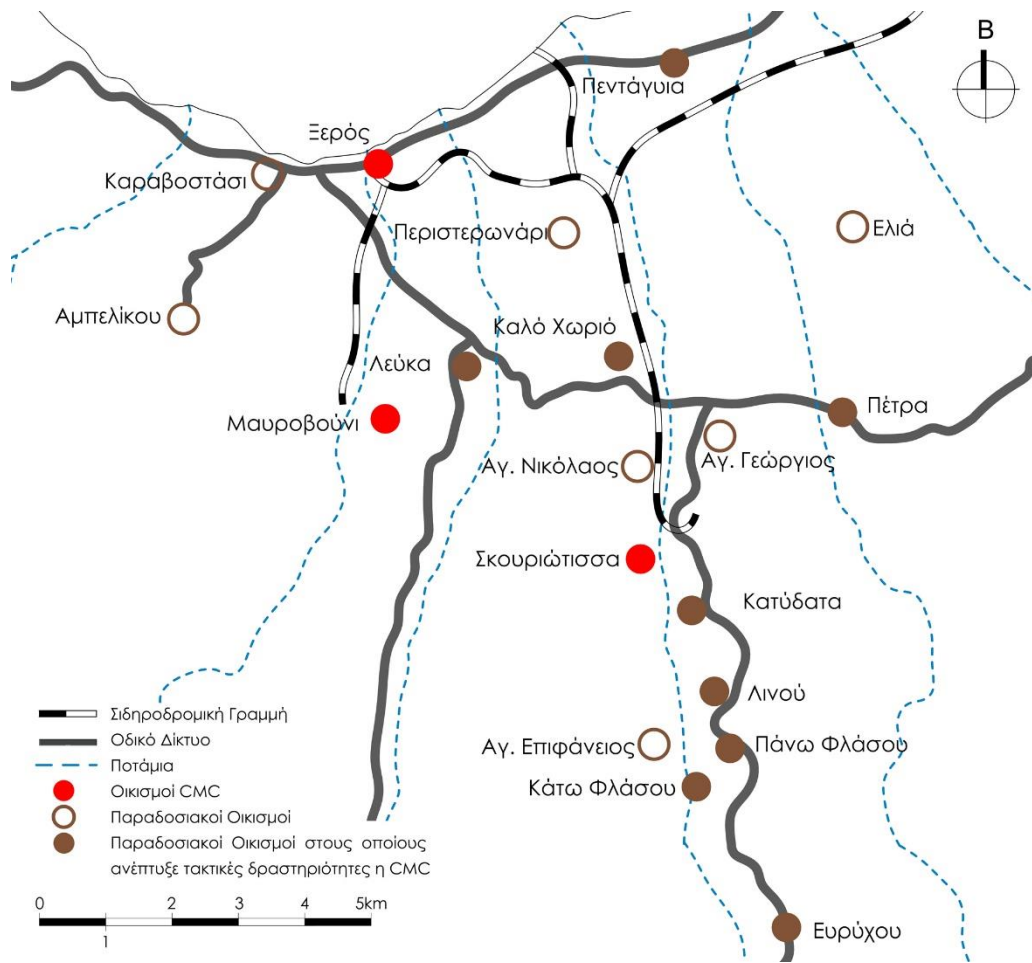 Β
Πεντάγυια
Ξερός
Καραβοστάσι
Περιστερωνάρι
Ελιά
Αμπελίκου
Καλό Χωριό
Λεύκα
Πέτρα
Μαυροβούνι
Αγ. Γεώργιος
Αγ. Νικόλαος
Σκουριώτισσα
Κατύδατα
Λινού
Αγ. Επιφάνειος
Πάνω Φλάσου
Κάτω Φλάσου
Ευρύχου
Σιδηροδρομική Γραμμή
Οδικό Δίκτυο
Ποτάμια
Οικισμοί CMC
Παραδοσιακοί Οικισμοί
Παραδοσιακοί Οικισμοί στους οποίους
ανέπτυξε τακτικές δραστηριότητες η CMC
0 2 3 4 5km
1